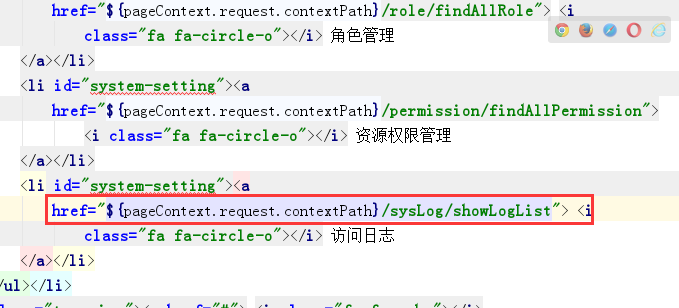 href="${pageContext.request.contextPath}/role/findAllRole"> <i
class="fa fa-circle-o"></i> 角色管理
</a></li>
<li id="system-setting"><a
href="${pageContext.request.contextPath}/permission/findAllPermission">
<i class="fa fa-circle-o"></i> 资源权限管理
</a></li>
<li id="system-setting"><a
href="${pageContext.request.contextPath}/sysLog/showLogList"> <i
class="fa fa-circle-o"></i> 访问日志
</a></li>
/ul></li>